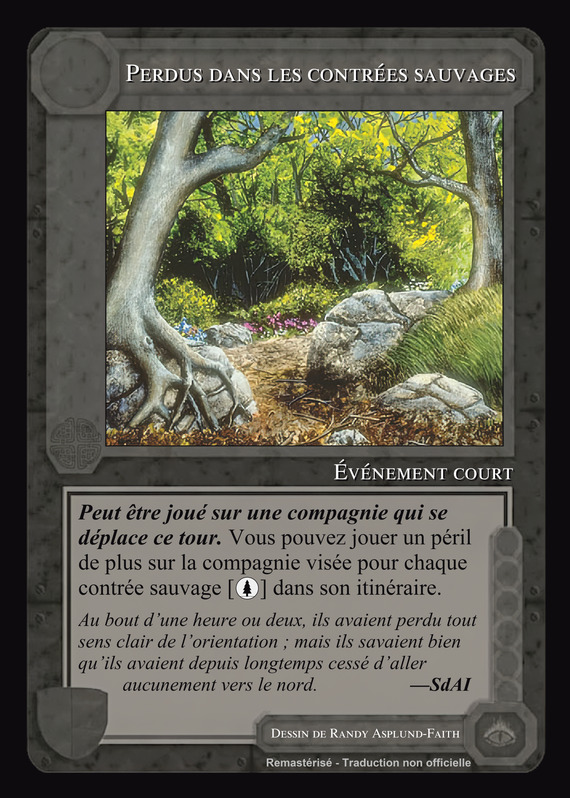 Perdus dans les contrées sauvages
Événement court
Peut être joué sur une compagnie qui se
déplace ce tour. Vous pouvez jouer un péril
de plus sur la compagnie visée pour chaque
contrée sauvage [🌲] dans son itinéraire.
Au bout d'une heure ou deux, ils avaient perdu tout
sens clair de l'orientation ; mais ils savaient bien
qu'ils avaient depuis longtemps cessé d'aller
aucunement vers le nord. —SdAI
Dessin de Randy Asplund-Faith
Remastérisé - Traduction non officielle